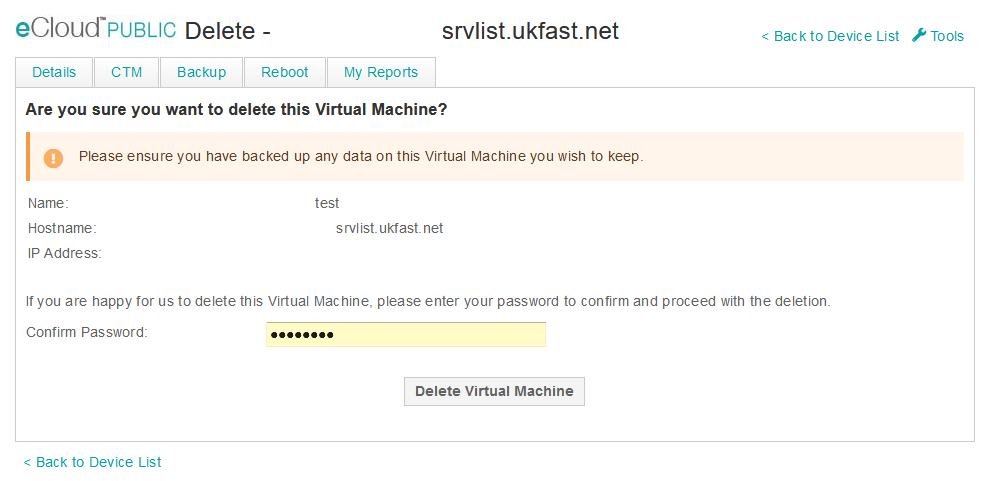 eCloud™ PUBLIC Delete - srvlist.ukfast.net
< Back to Device List Tools
Details CTM Backup Reboot My Reports
Are you sure you want to delete this Virtual Machine?
Please ensure you have backed up any data on this Virtual Machine you wish to keep.
Name: test
Hostname: srvlist.ukfast.net
IP Address:
If you are happy for us to delete this Virtual Machine, please enter your password to confirm and proceed with the deletion.
Confirm Password: ●●●●●●●●
Delete Virtual Machine
< Back to Device List